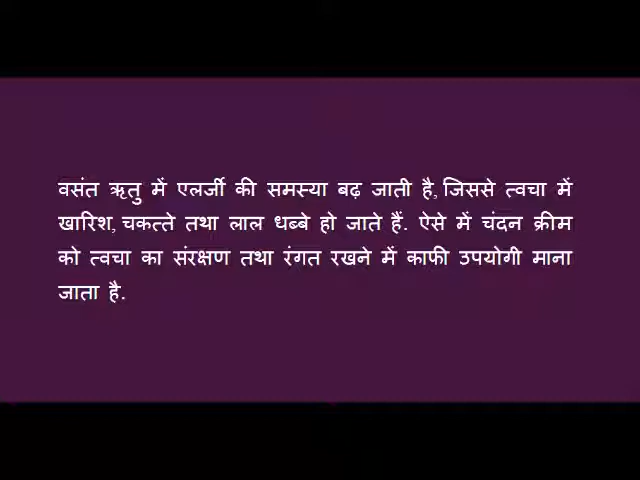 वसंत ऋतु में एलर्जी की समस्या बढ़ जाती है, जिससे त्वचा में
खारिश, चकत्ते तथा लाल धब्बे हो जाते हैं. ऐसे में चंदन क्रीम
को त्वचा का संरक्षण तथा रंगत रखने में काफी उपयोगी माना
जाता है.